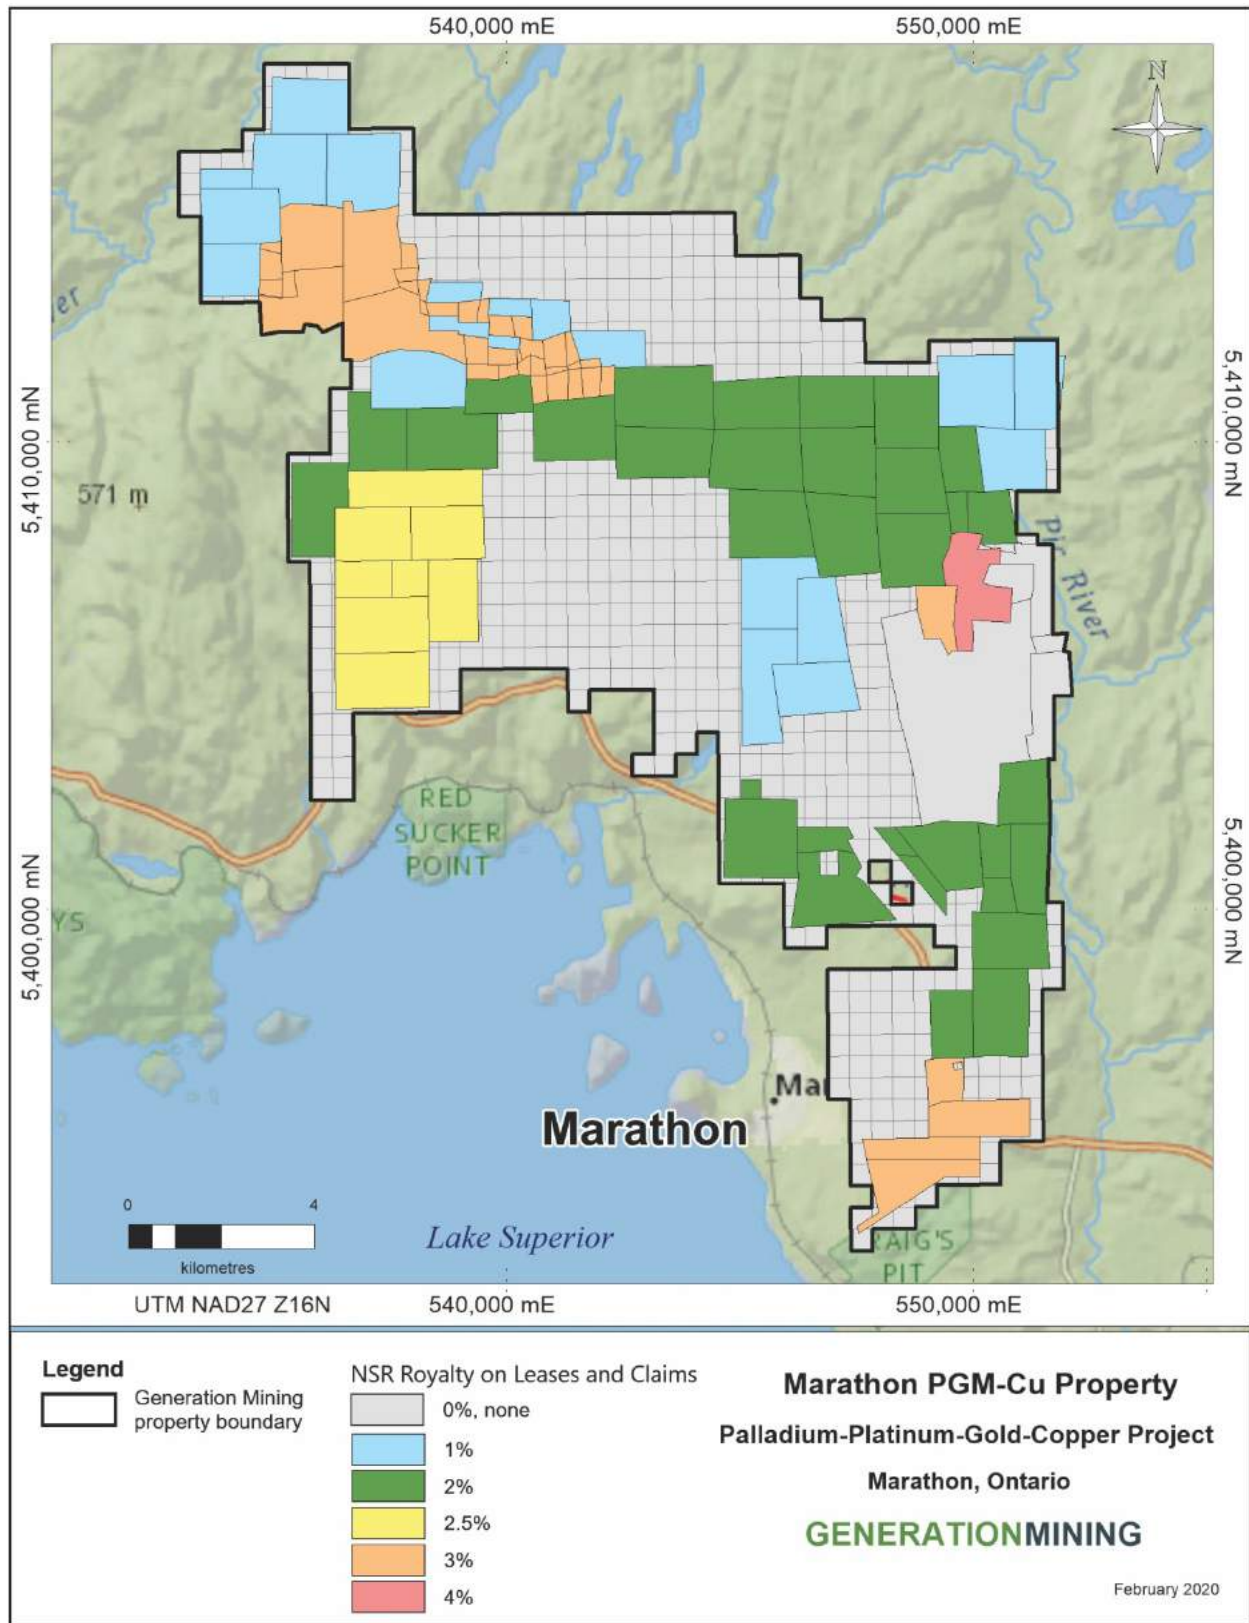 540,000 mE
550,000 mE
N
5,410,000 mN
5,410,000 mN
571 m
Pic River
RED
SUCKER
POINT
5,400,000 mN
5,400,000 mN
YS
Mar
Marathon
0
4
kilometres
Lake Superior
RAIG'S
PIT
UTM NAD27 Z16N
540,000 mE
550,000 mE
Legend
Generation Mining
property boundary
NSR Royalty on Leases and Claims
0%, none
1%
2%
2.5%
3%
4%
Marathon PGM-Cu Property
Palladium-Platinum-Gold-Copper Project
Marathon, Ontario
GENERATIONMINING
February 2020